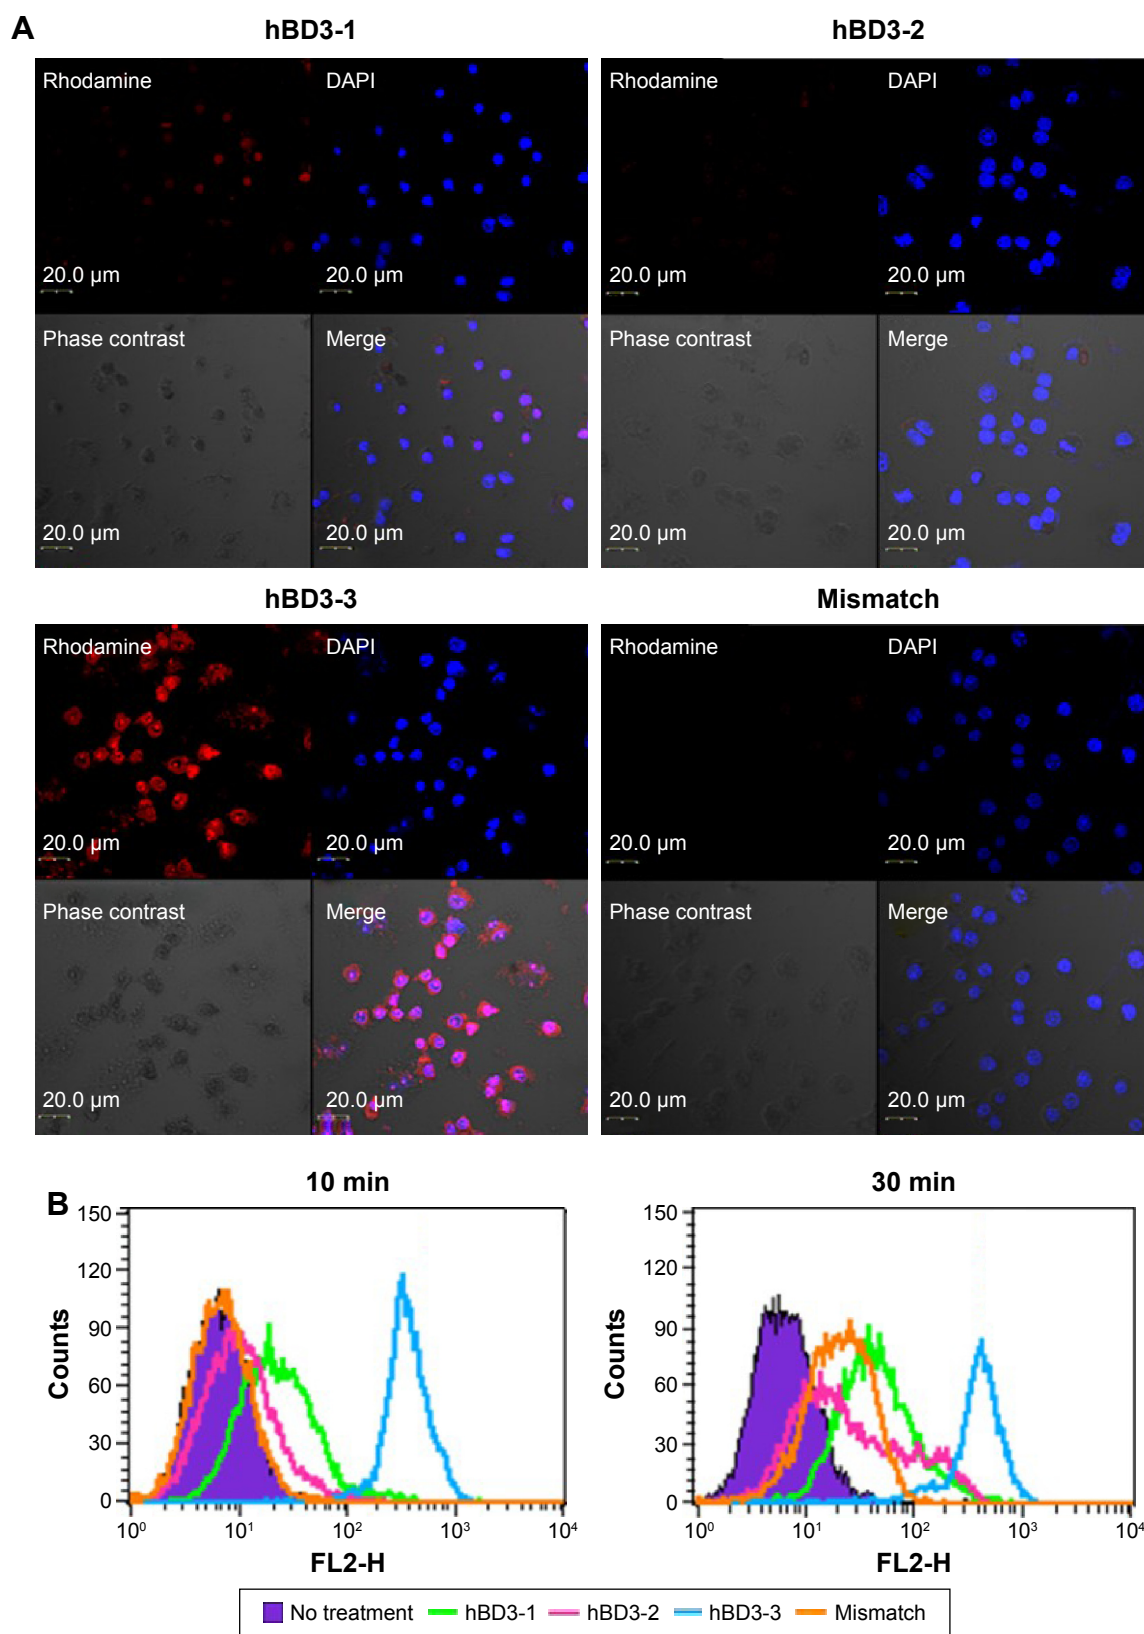 A
hBD3-1
hBD3-2
Rhodamine
DAPI
Rhodamine
DAPI
20.0 µm
20.0 µm
20.0 µm
20.0 µm
Phase contrast
Merge
Phase contrast
Merge
20.0 µm
20.0 µm
20.0 µm
20.0 µm
hBD3-3
Mismatch
Rhodamine
DAPI
Rhodamine
DAPI
20.0 µm
20.0 µm
20.0 µm
20.0 µm
Phase contrast
Merge
Phase contrast
Merge
20.0 µm
20.0 µm
20.0 µm
20.0 µm
B
10 min
Counts
150
120
90
60
30
0
10⁰ 10¹ 10² 10³ 10⁴
FL2-H
30 min
Counts
150
120
90
60
30
0
10⁰ 10¹ 10² 10³ 10⁴
FL2-H
No treatment hBD3-1 hBD3-2 hBD3-3 Mismatch